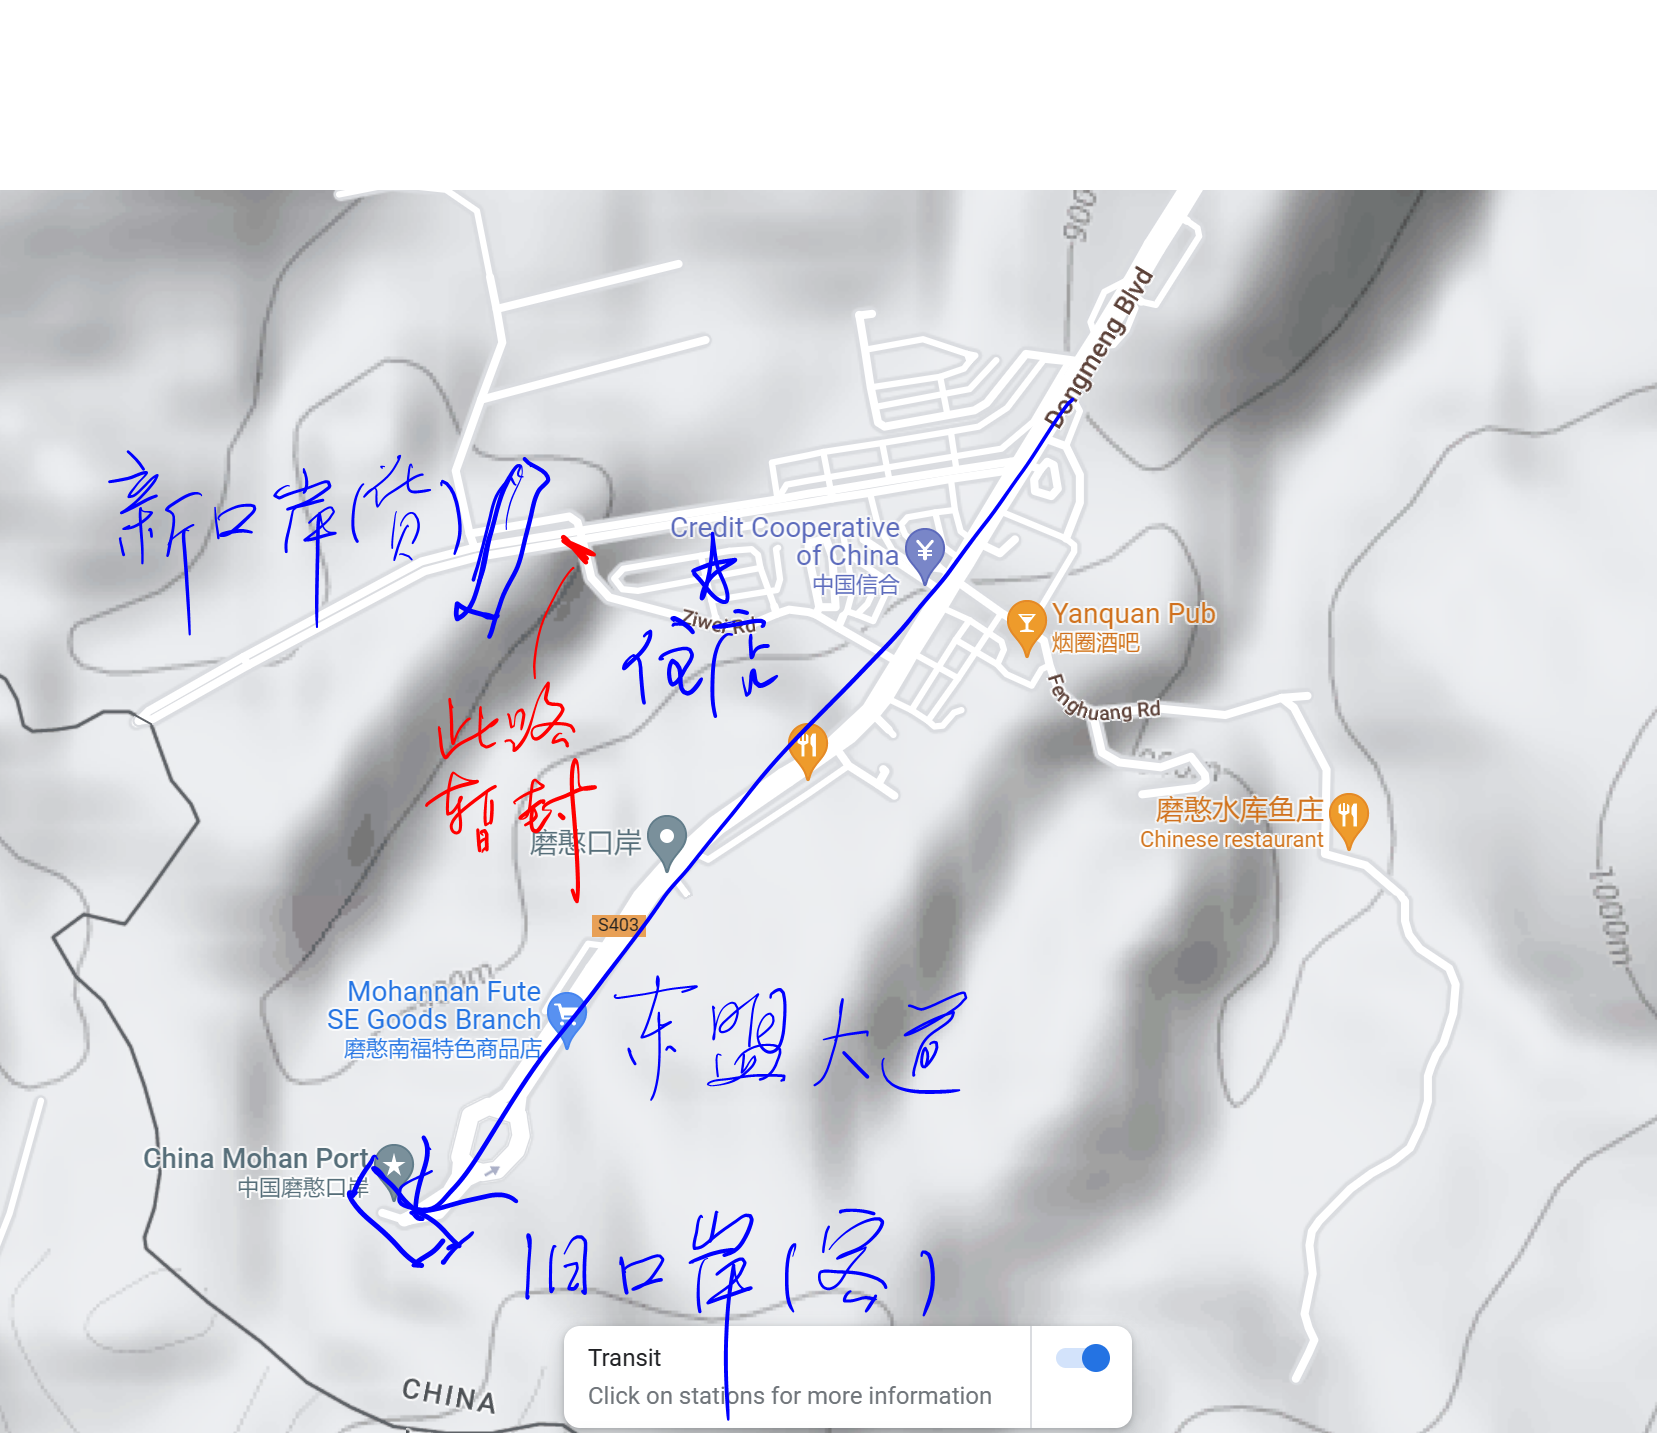 900
Dongmeng Blvd
新口岸(货)
Credit Cooperative
of China
中国信合
Ziwei Rd
住店
Yanquan Pub
烟圈酒吧
Fenghuang Rd
此路
暂封
磨憨口岸
磨憨水库鱼庄
Chinese restaurant
1000m
S403
Mohannan Fute
SE Goods Branch
磨憨南福特色商品店
东盟大道
China Mohan Port
中国磨憨口岸
旧口岸(客)
Transit
Click on stations for more information
CHINA